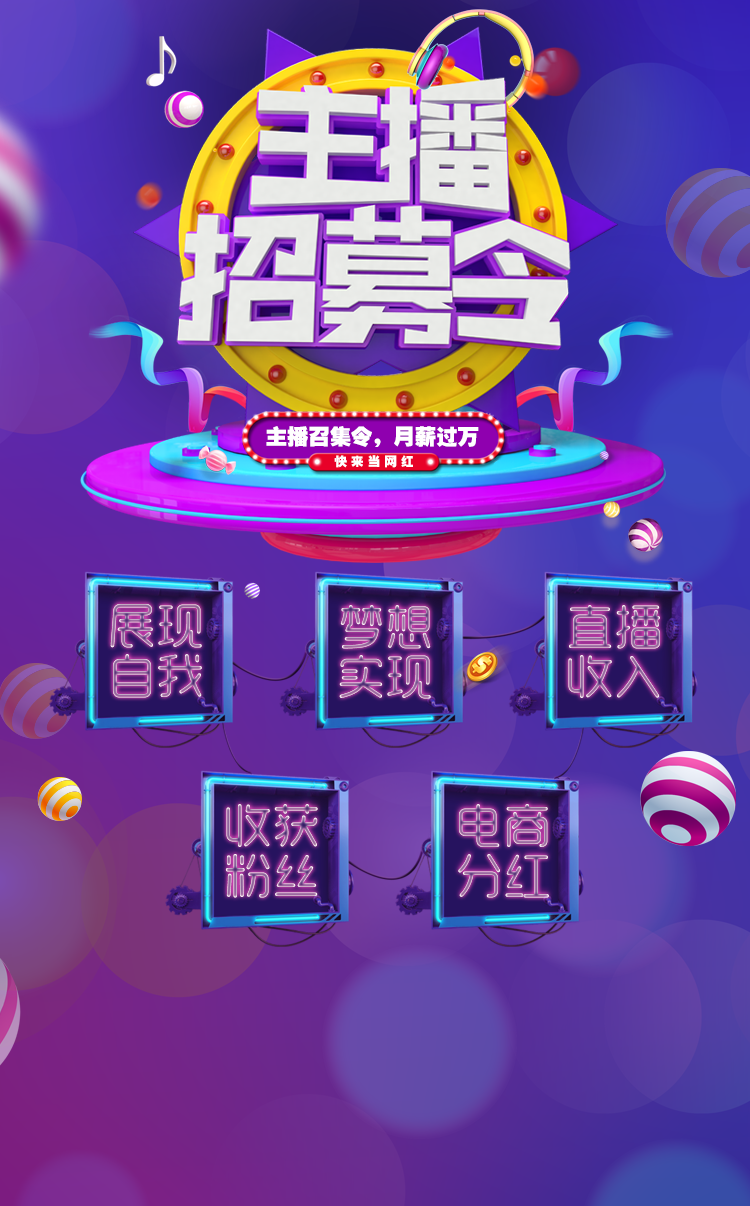 主播
招募令
主播召集令，月薪过万
快来当网红
展现
自我
梦想
实现
直播
收入
收获
粉丝
电商
分红